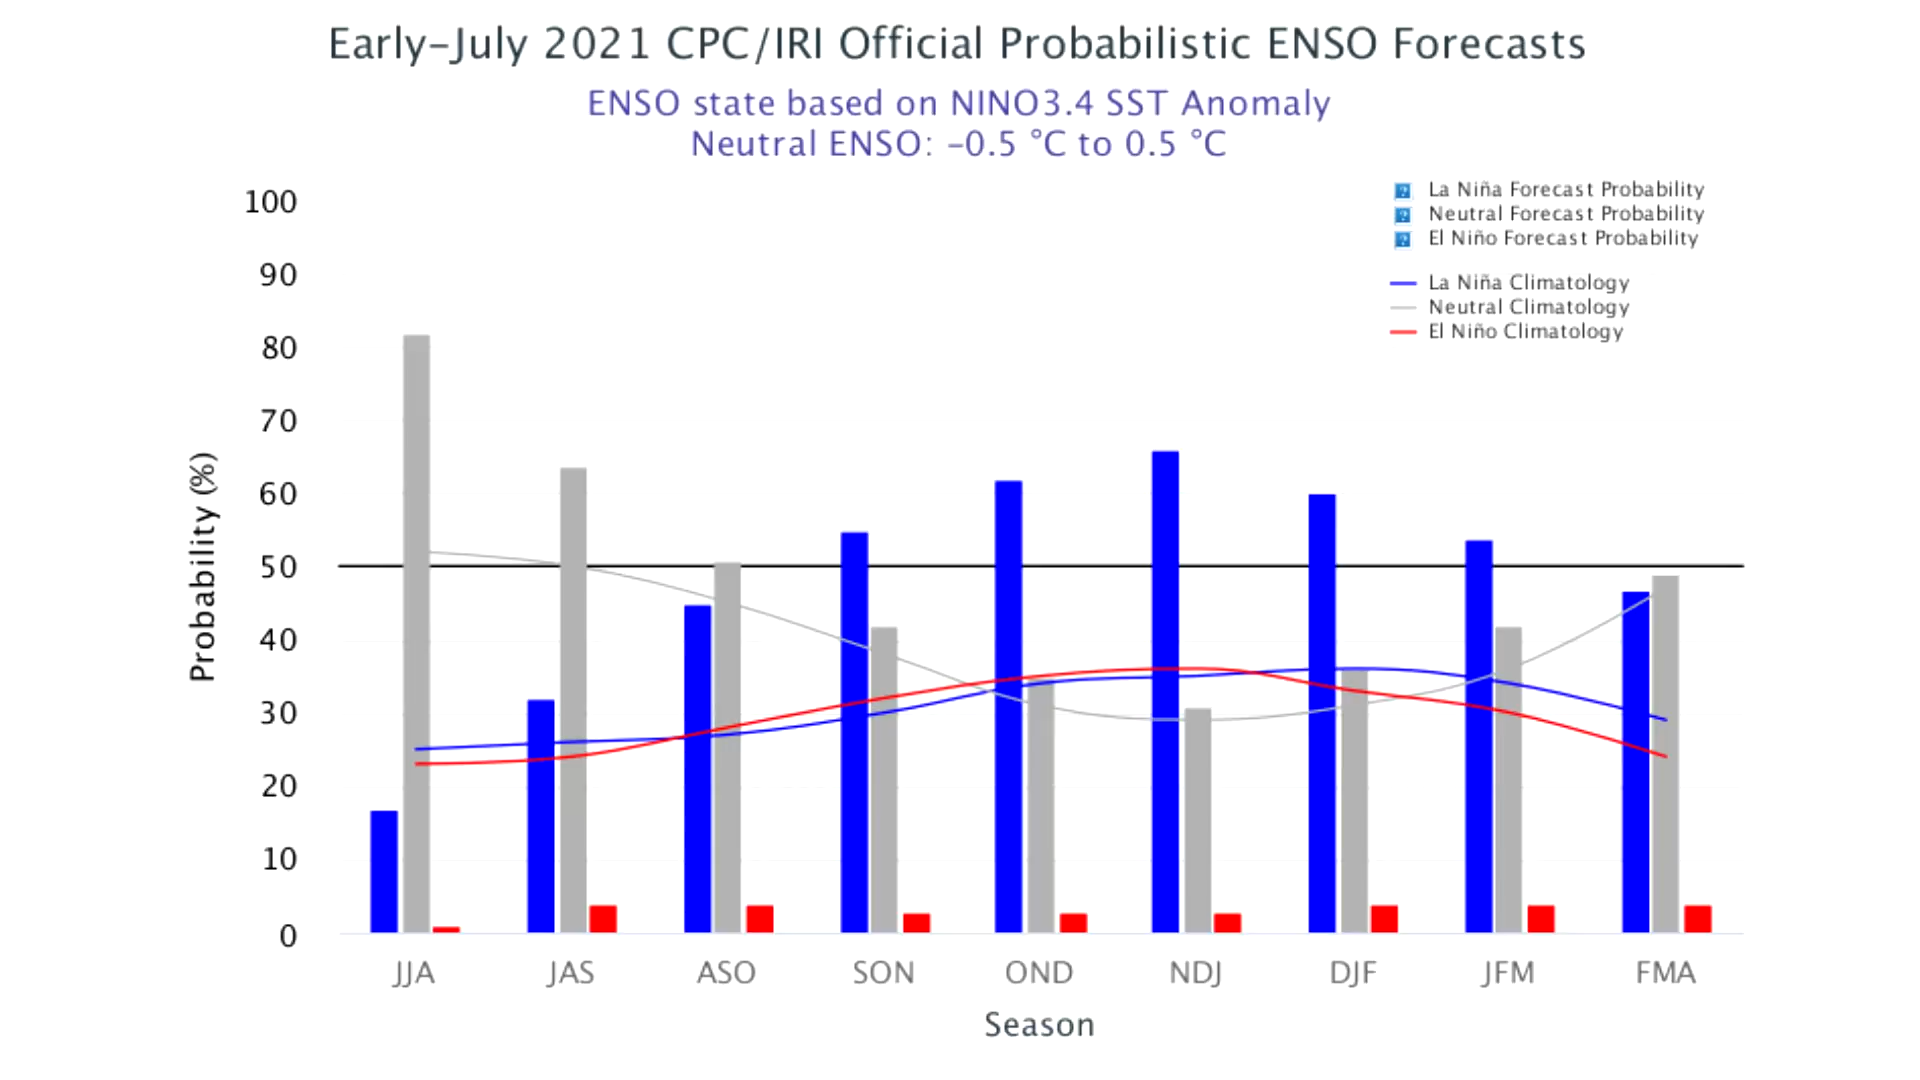 Early-July 2021 CPC/IRI Official Probabilistic ENSO Forecasts
ENSO state based on NINO3.4 SST Anomaly
Neutral ENSO: -0.5 °C to 0.5 °C
La Niña Forecast Probability
Neutral Forecast Probability
El Niño Forecast Probability
La Niña Climatology
Neutral Climatology
El Niño Climatology
Probability (%)
100
90
80
70
60
50
40
30
20
10
0
JJA JAS ASO SON OND NDJ DJF JFM FMA
Season